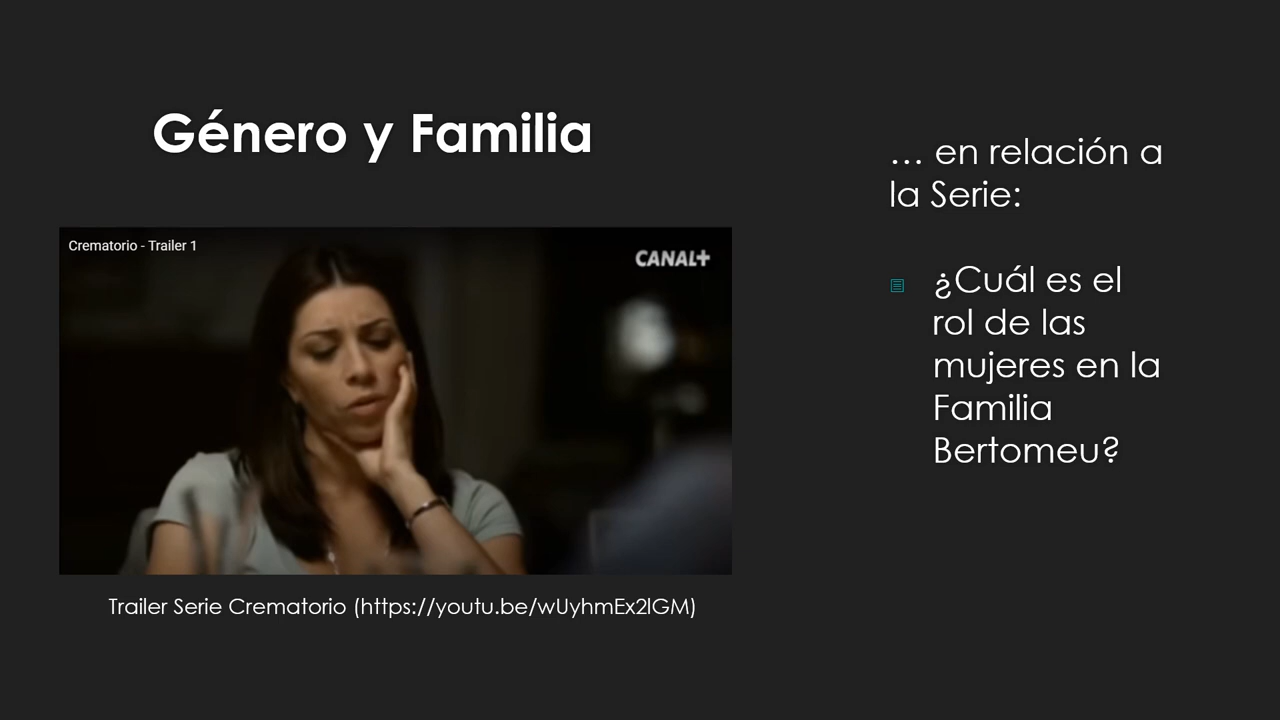 Género y Familia
Crematorio - Trailer 1
CANAL+
Trailer Serie Crematorio (https://youtu.be/wUyhmEx2lGM)
… en relación a
la Serie:
¿Cuál es el
rol de las
mujeres en la
Familia
Bertomeu?